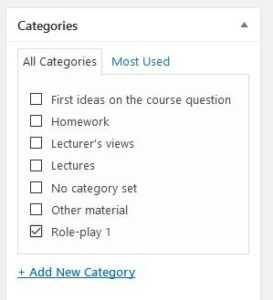 Categories
All Categories Most Used
First ideas on the course question
Homework
Lecturer's views
Lectures
No category set
Other material
Role-play 1
+ Add New Category